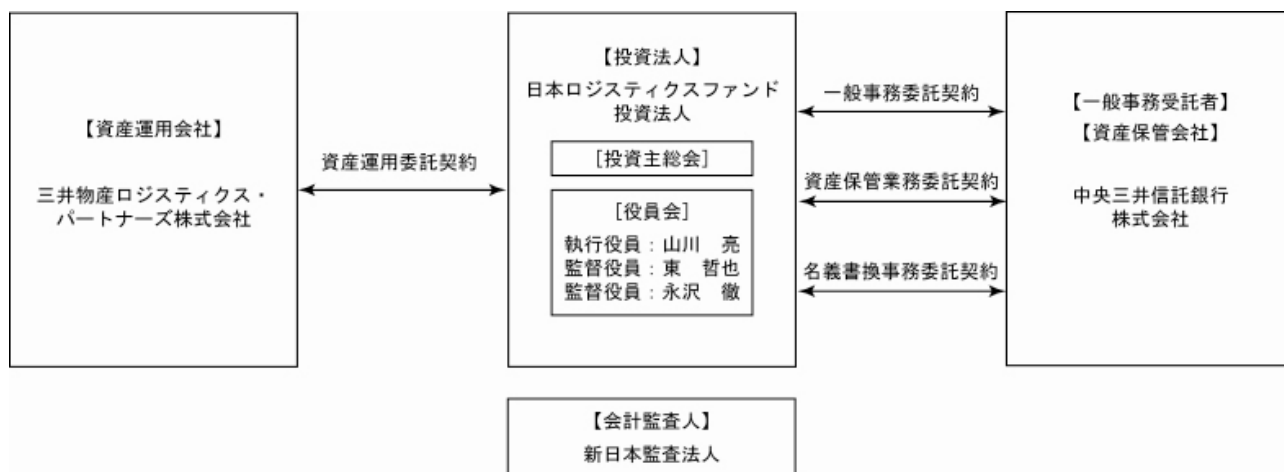 【資産運用会社】
三井物産ロジスティクス・
パートナーズ株式会社
資産運用委託契約
【投資法人】
日本ロジスティクスファンド
投資法人
[投資主総会]
[役員会]
執行役員：山川　亮
監督役員：東　哲也
監督役員：永沢　徹
一般事務委託契約
資産保管業務委託契約
名義書換事務委託契約
【一般事務受託者】
【資産保管会社】
中央三井信託銀行
株式会社
【会計監査人】
新日本監査法人